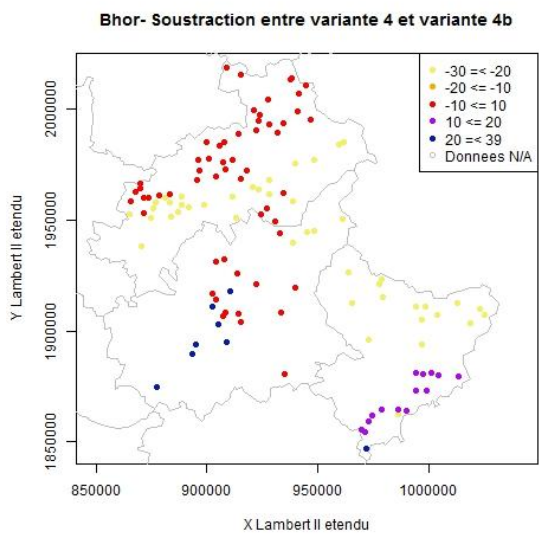 Bhor- Soustraction entre variante 4 et variante 4b
-30 =< -20
-20 <= -10
-10 <= 10
10 <= 20
20 =< 39
Donnees N/A
Y Lambert II etendu
2000000
1950000
1900000
1850000
850000 900000 950000 1000000
X Lambert II etendu